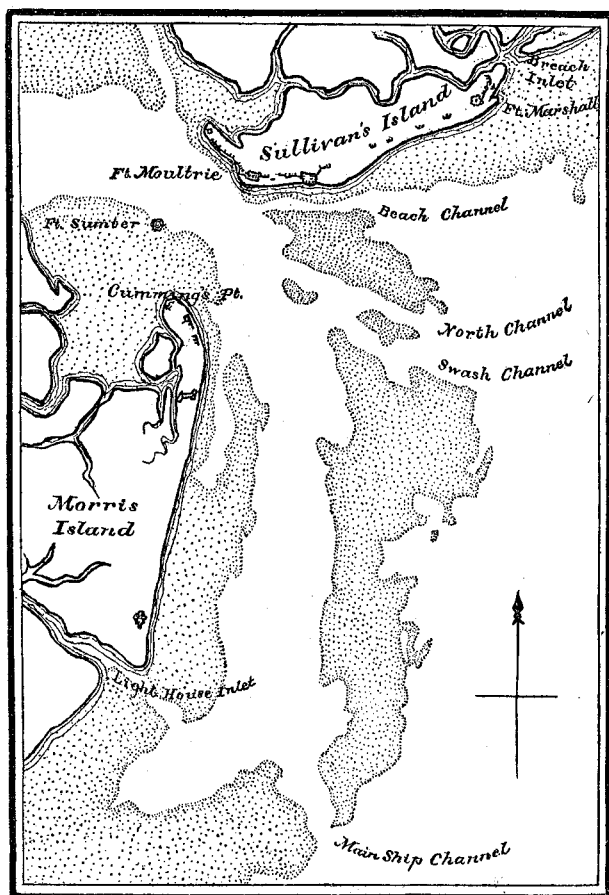 Breach
Inlet
Ft. Marshall
Sullivan's Island
Ft. Moultrie
Beach Channel
Ft. Sumter
Cumming's Pt.
North Channel
Swash Channel
Morris
Island
Light House Inlet
Main Ship Channel